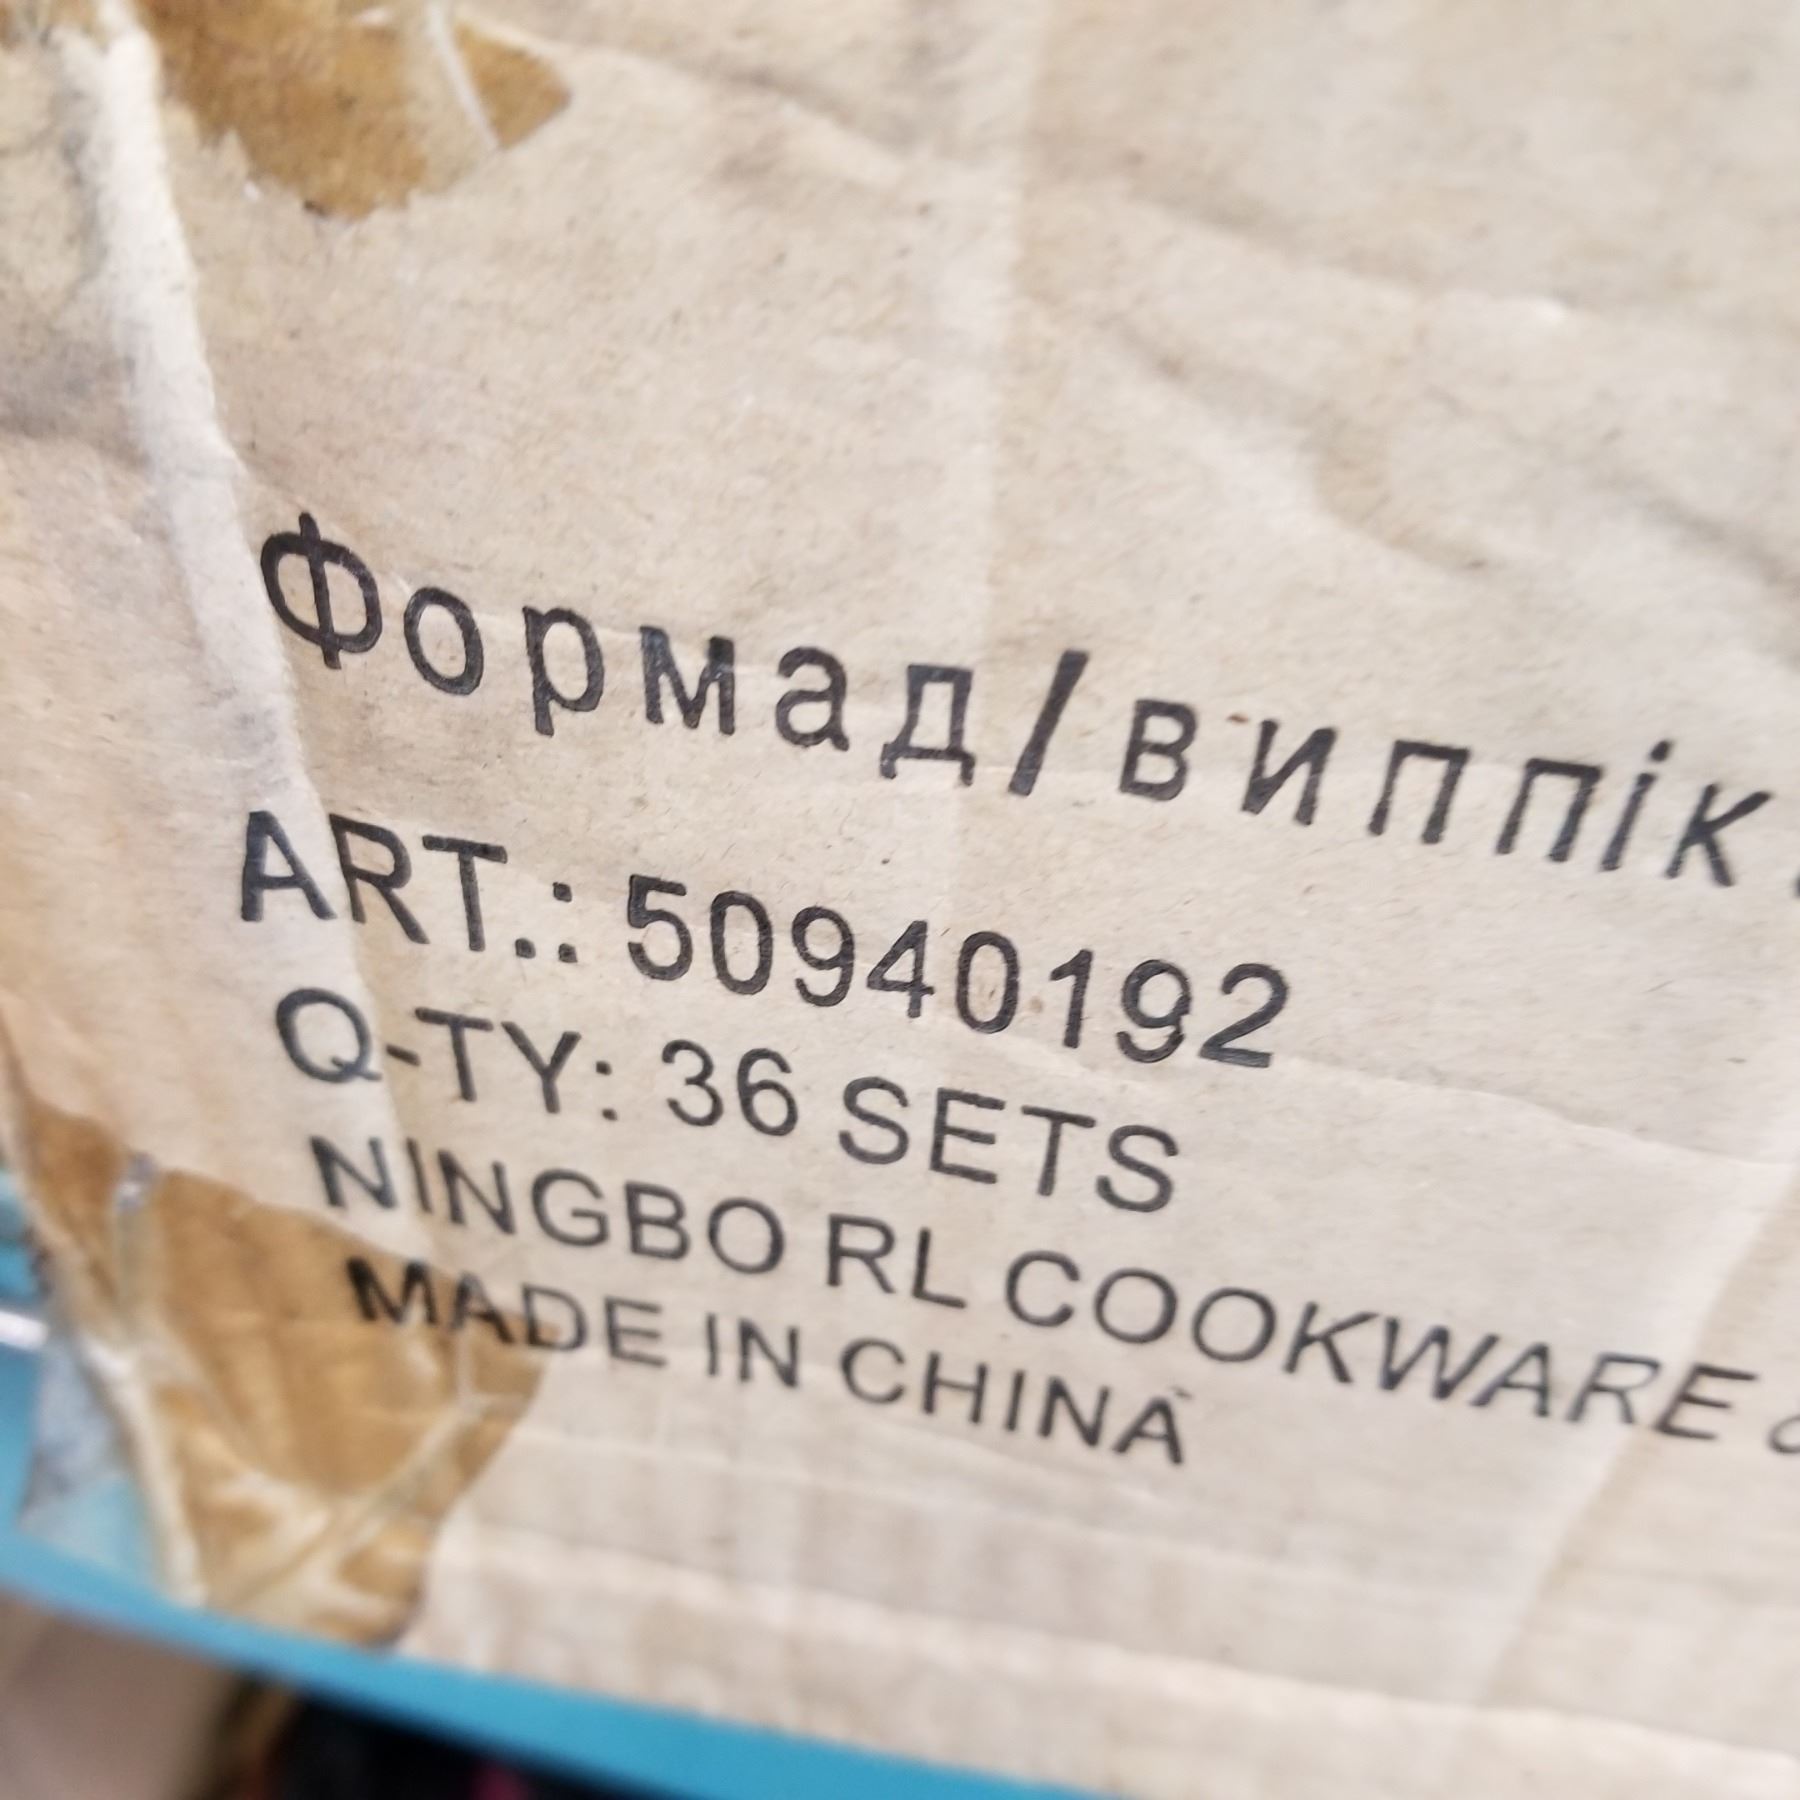 Формад/виппік
ART.: 50940192
Q-TY: 36 SETS
NINGBO RL COOKWARE
MADE IN CHINA